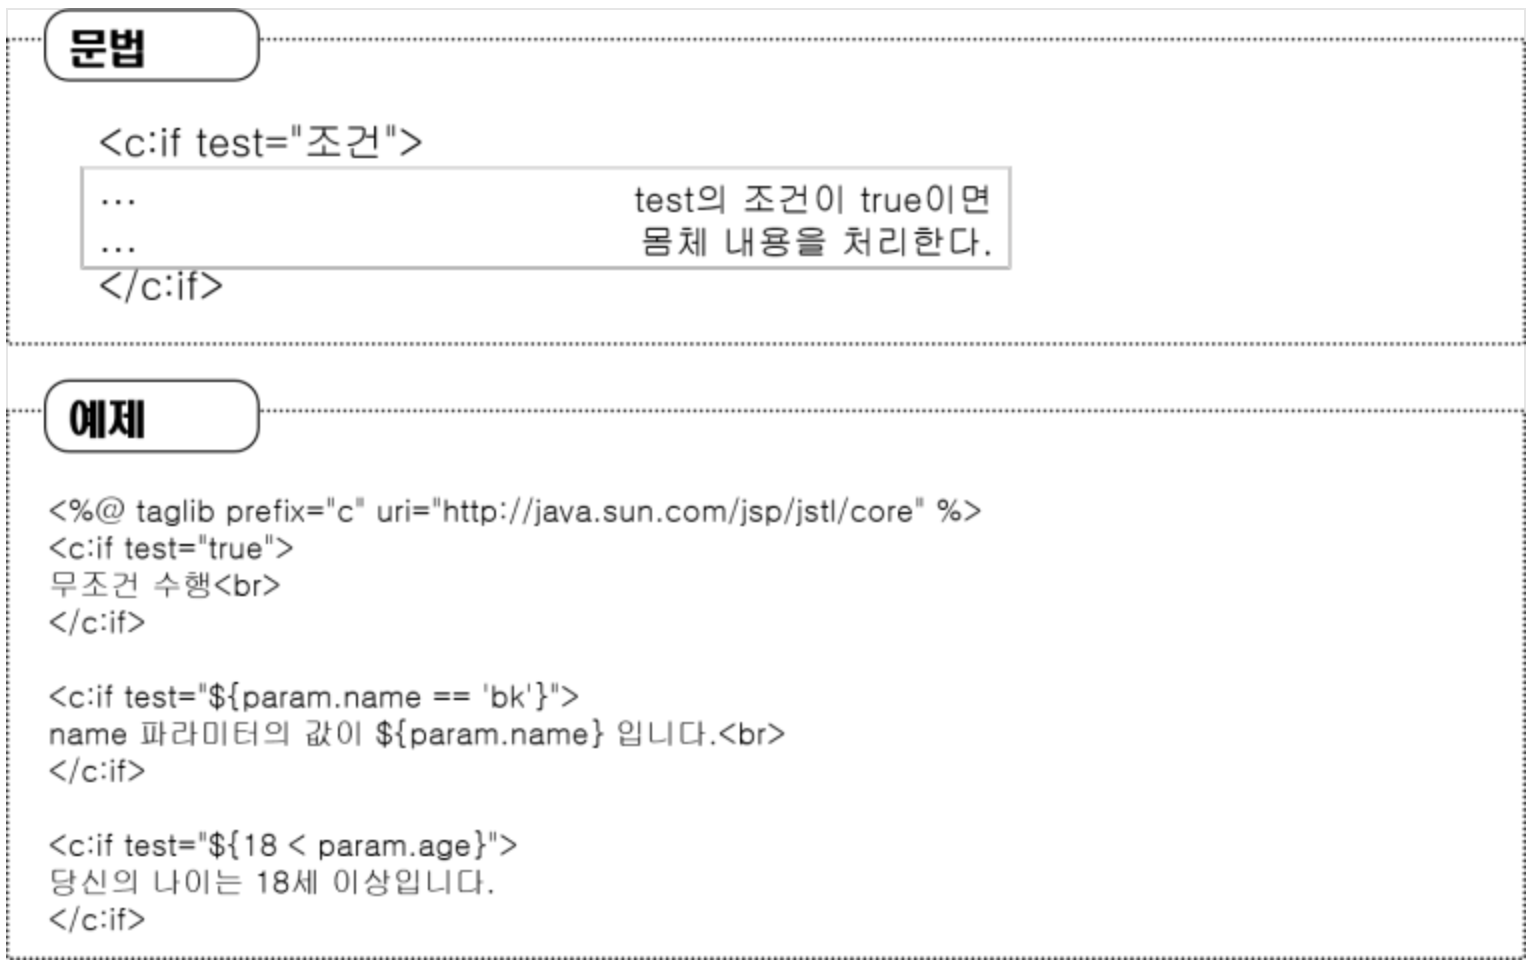 문법
<c:if test="조건">
... test의 조건이 true이면
... 몸체 내용을 처리한다.
</c:if>
예제
<%@ taglib prefix="c" uri="http://java.sun.com/jsp/jstl/core" %>
<c:if test="true">
무조건 수행<br>
</c:if>
<c:if test="${param.name == 'bk'}">
name 파라미터의 값이 ${param.name} 입니다.<br>
</c:if>
<c:if test="${18 < param.age}">
당신의 나이는 18세 이상입니다.
</c:if>